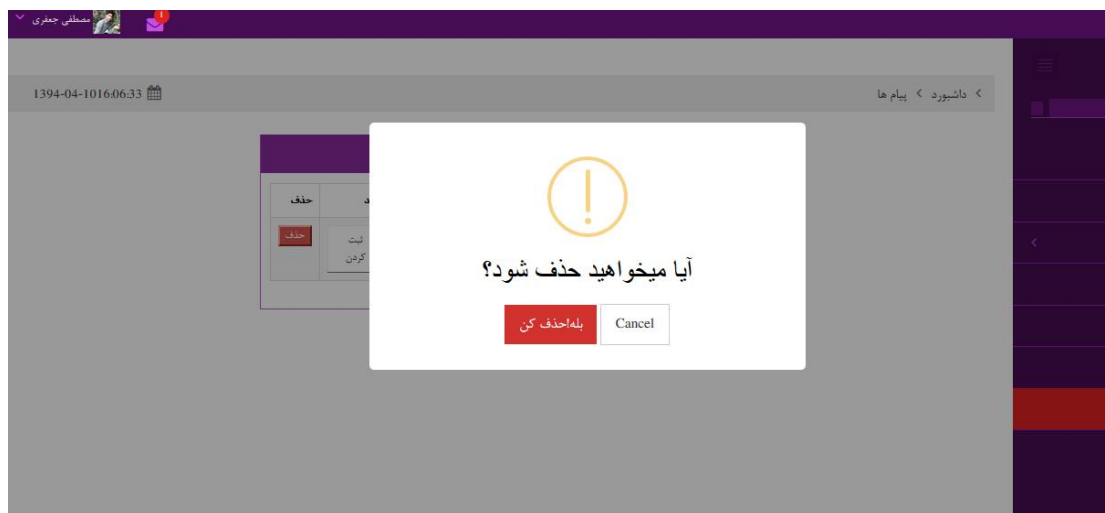 مصطفی جعفری
1
داشبورد > پیام ها >
1394-04-1016:06:33
حذف
د
حذف
ثبت
کردن
آیا میخواهید حذف شود؟
Cancel
بله!حذف کن